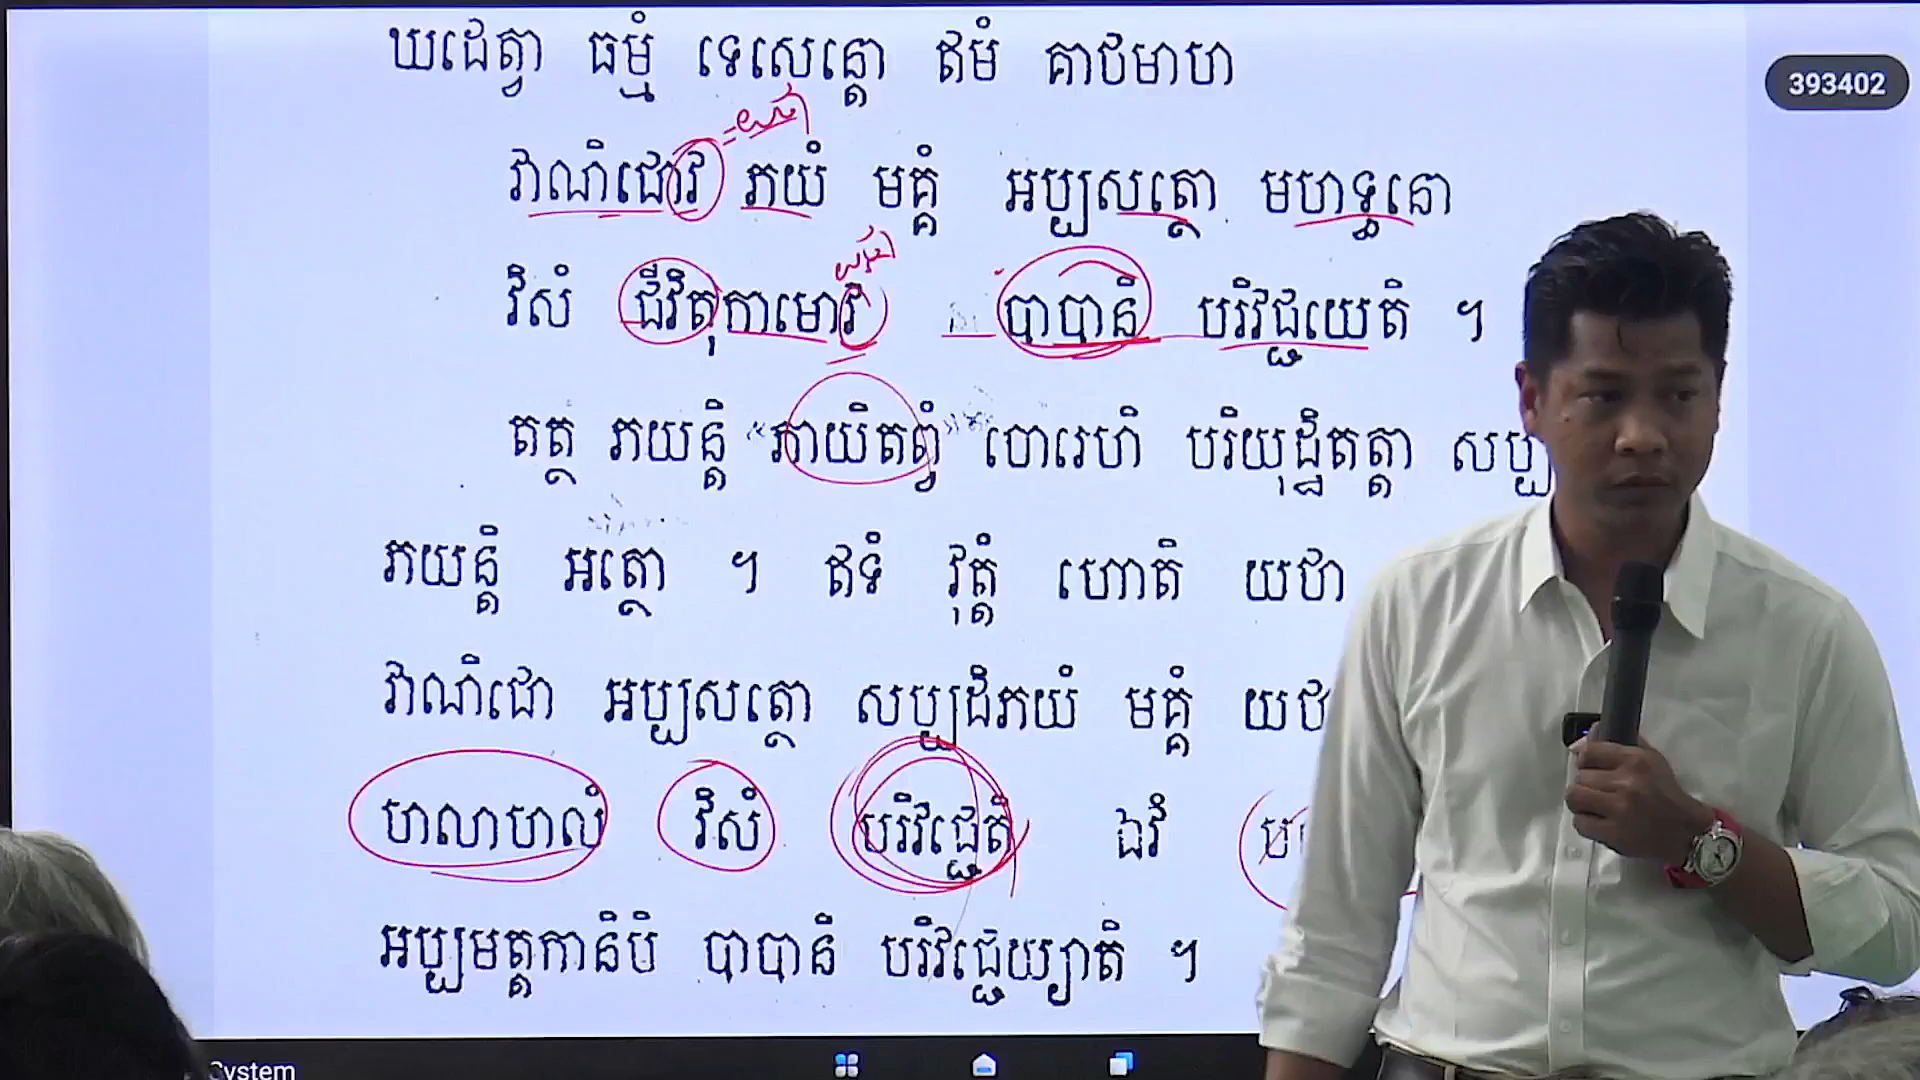 ឃដេត្វា ធម្មំ ទេសេន្តោ ឥមំ គាថមាហ
393402
វាណិជោវ ភយំ មគ្គំ អប្បសត្ថោ មហទ្ធនោ
វិសំ ជីវិតុកាមោវ បាបានិ បរិវជ្ជយេតិ ។
តត្ថ ភយន្តិ ភាយិតព្វំ ចោរេហិ បរិយុដ្ឋិតត្តា សប្ប
ភយន្តិ អត្ថោ ។ ឥទំ វុត្តំ ហោតិ យថា
វាណិជោ អប្បសត្ថោ សប្បដិភយំ មគ្គំ យថា
ហលាហលំ វិសំ បរិវជ្ជេតិ ឯវំ
អប្បមត្តកានិបិ បាបានិ បរិវជ្ជេយ្យាតិ ។
System